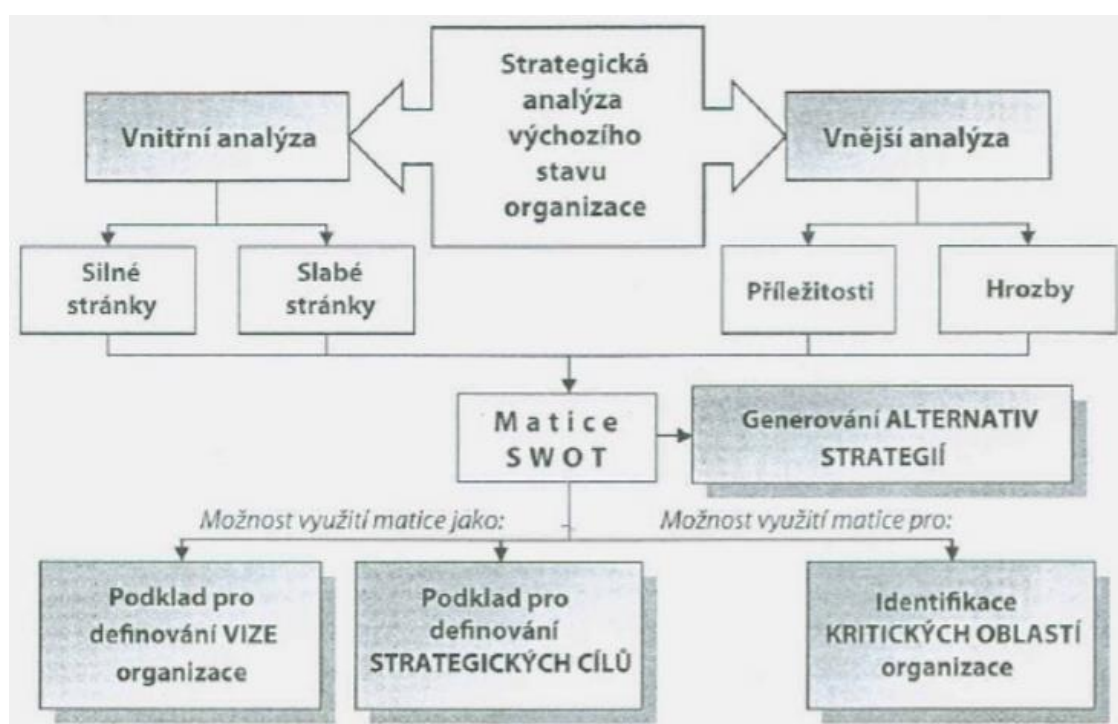 Strategická
analýza
výchozího
stavu
organizace
Vnitřní analýza
Vnější analýza
Silné
stránky
Slabé
stránky
Příležitosti
Hrozby
Matice
SWOT
Generování ALTERNATIV
STRATEGIÍ
Možnost využití matice jako:
Možnost využití matice pro:
Podklad pro
definování VIZE
organizace
Podklad pro
definování
STRATEGICKÝCH CÍLŮ
Identifikace
KRITICKÝCH OBLASTÍ
organizace